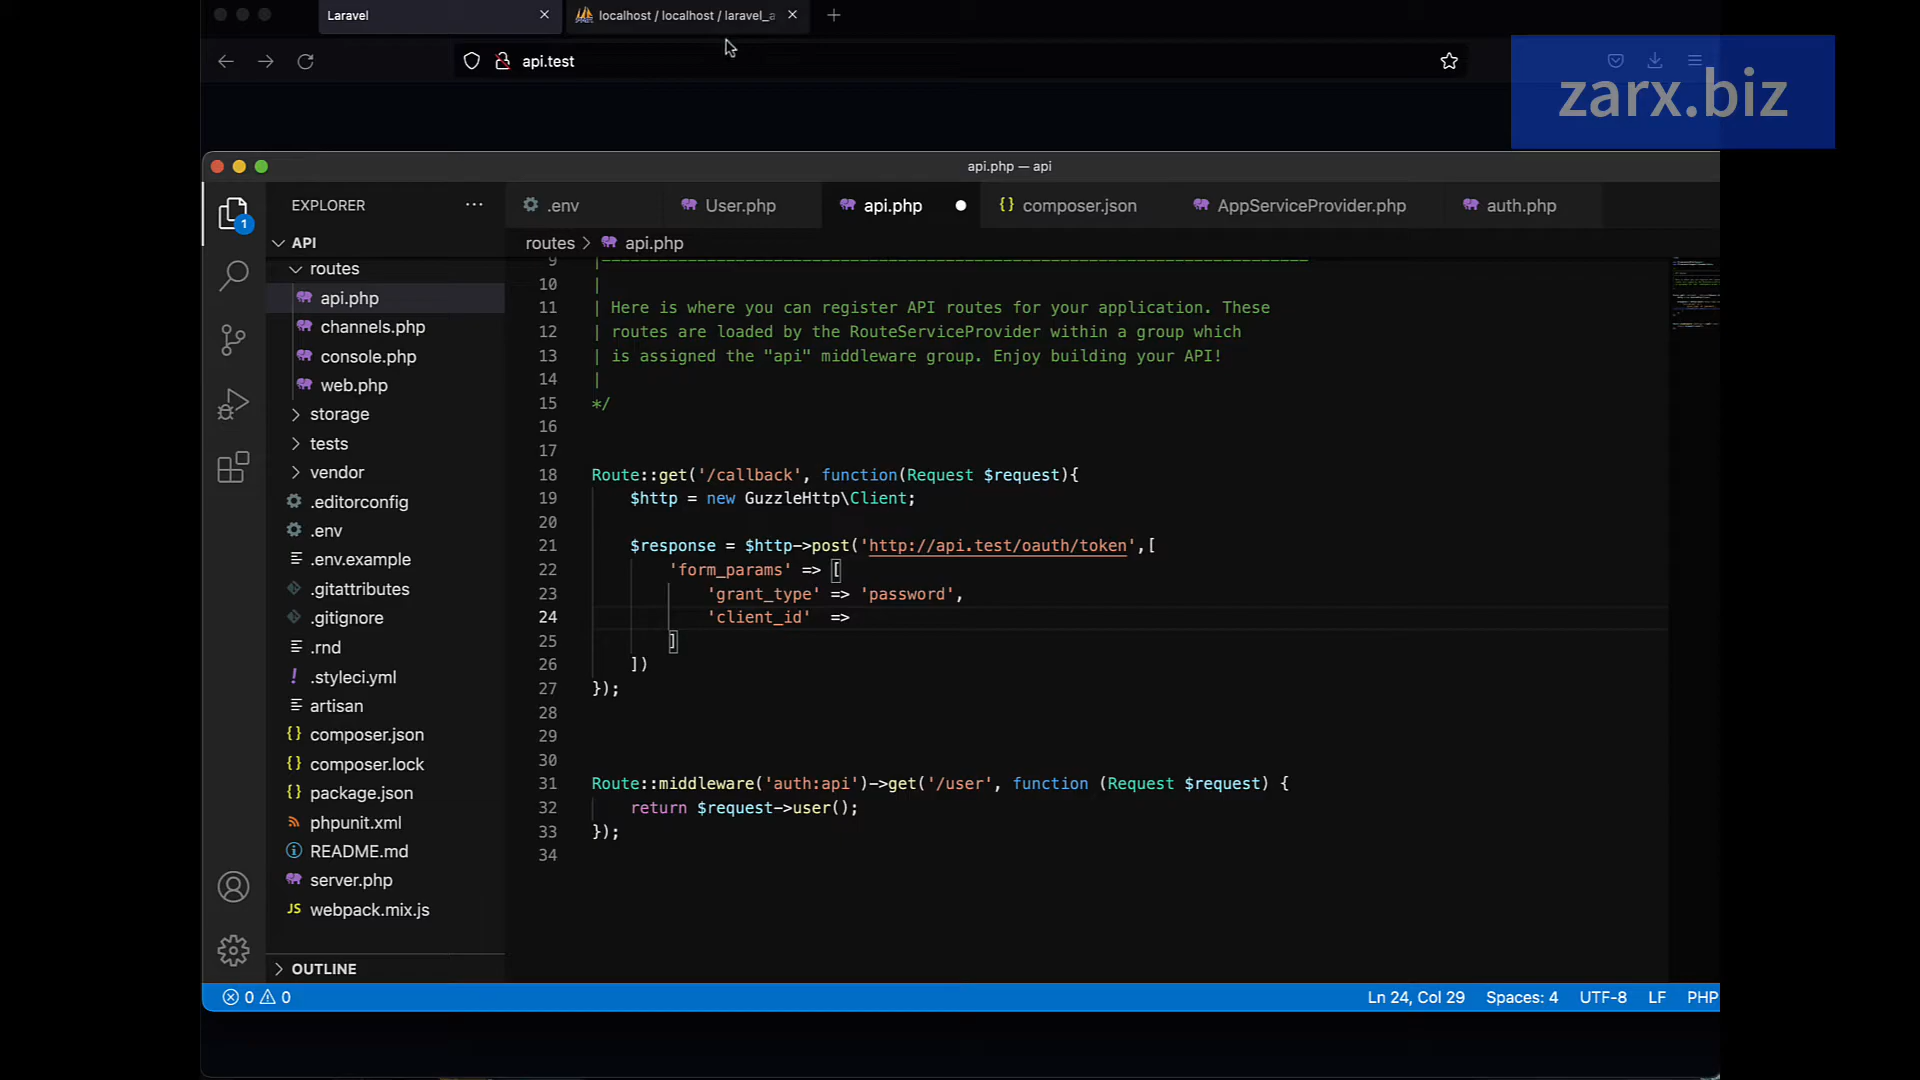 Laravel
localhost / localhost / laravel_a
api.test
zarx.biz
api.php — api
EXPLORER
.env
User.php
api.php
composer.json
AppServiceProvider.php
auth.php
1
API
routes > api.php
routes
api.php
channels.php
console.php
web.php
storage
tests
vendor
.editorconfig
.env
.env.example
.gitattributes
.gitignore
.rnd
.styleci.yml
artisan
composer.json
composer.lock
package.json
phpunit.xml
README.md
server.php
webpack.mix.js
OUTLINE
9 |--------------------------------------------------------------------------
10 |
11 | Here is where you can register API routes for your application. These
12 | routes are loaded by the RouteServiceProvider within a group which
13 | is assigned the "api" middleware group. Enjoy building your API!
14 |
15 */
16
17
18 Route::get('/callback', function(Request $request){
19 $http = new GuzzleHttp\Client;
20
21 $response = $http->post('http://api.test/oauth/token',[
22 'form_params' => [
23 'grant_type' => 'password',
24 'client_id' =>
25 ]
26 ])
27 });
28
29
30
31 Route::middleware('auth:api')->get('/user', function (Request $request) {
32 return $request->user();
33 });
34
0 0
Ln 24, Col 29 Spaces: 4 UTF-8 LF PHP